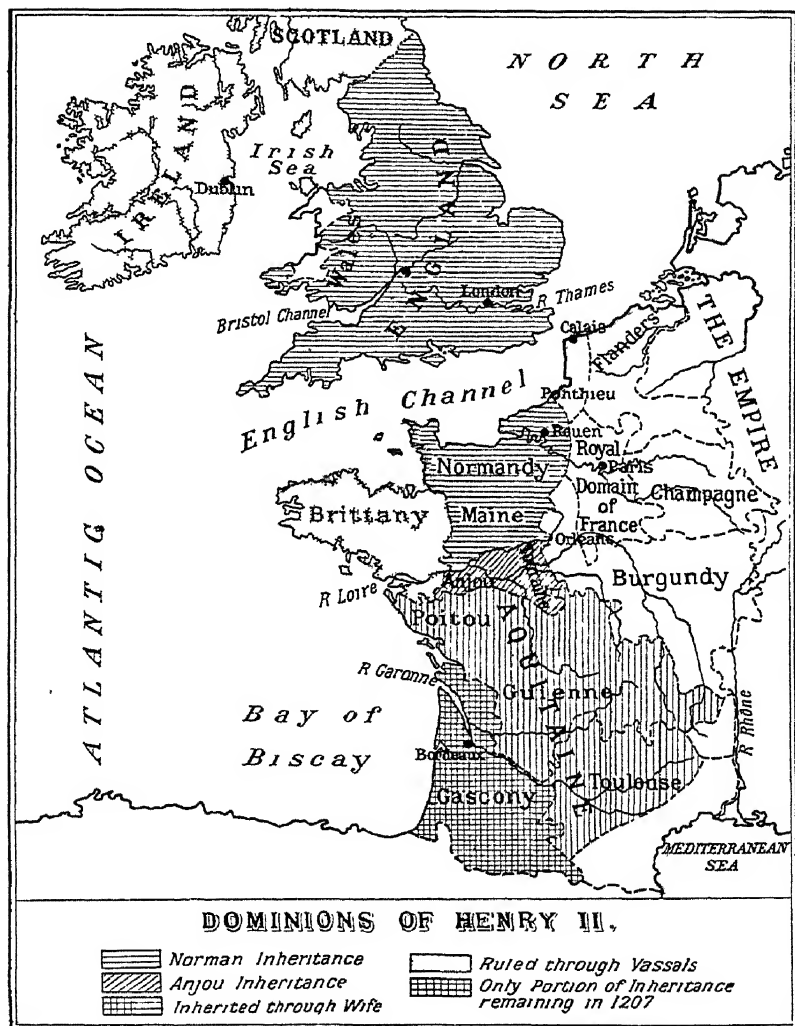 SCOTLAND
NORTH
SEA
IRELAND
Irish
Sea
Dublin
Wales
ENGLAND
London
R Thames
Bristol Channel
Calais
Flanders
THE EMPIRE
English Channel
Ponthieu
Rouen
Royal
Paris
Normandy
Domain
of
France
Champagne
ATLANTIC OCEAN
Brittany
Maine
Orleans
Anjou
Touraine
Burgundy
R Loire
Poitou
AQUITAINE
R Garonne
Guienne
R Rhône
Bay of
Biscay
Bordeaux
Toulouse
Gascony
MEDITERRANEAN
SEA
DOMINIONS OF HENRY II.
Norman Inheritance
Anjou Inheritance
Inherited through Wife
Ruled through Vassals
Only Portion of Inheritance
remaining in 1207